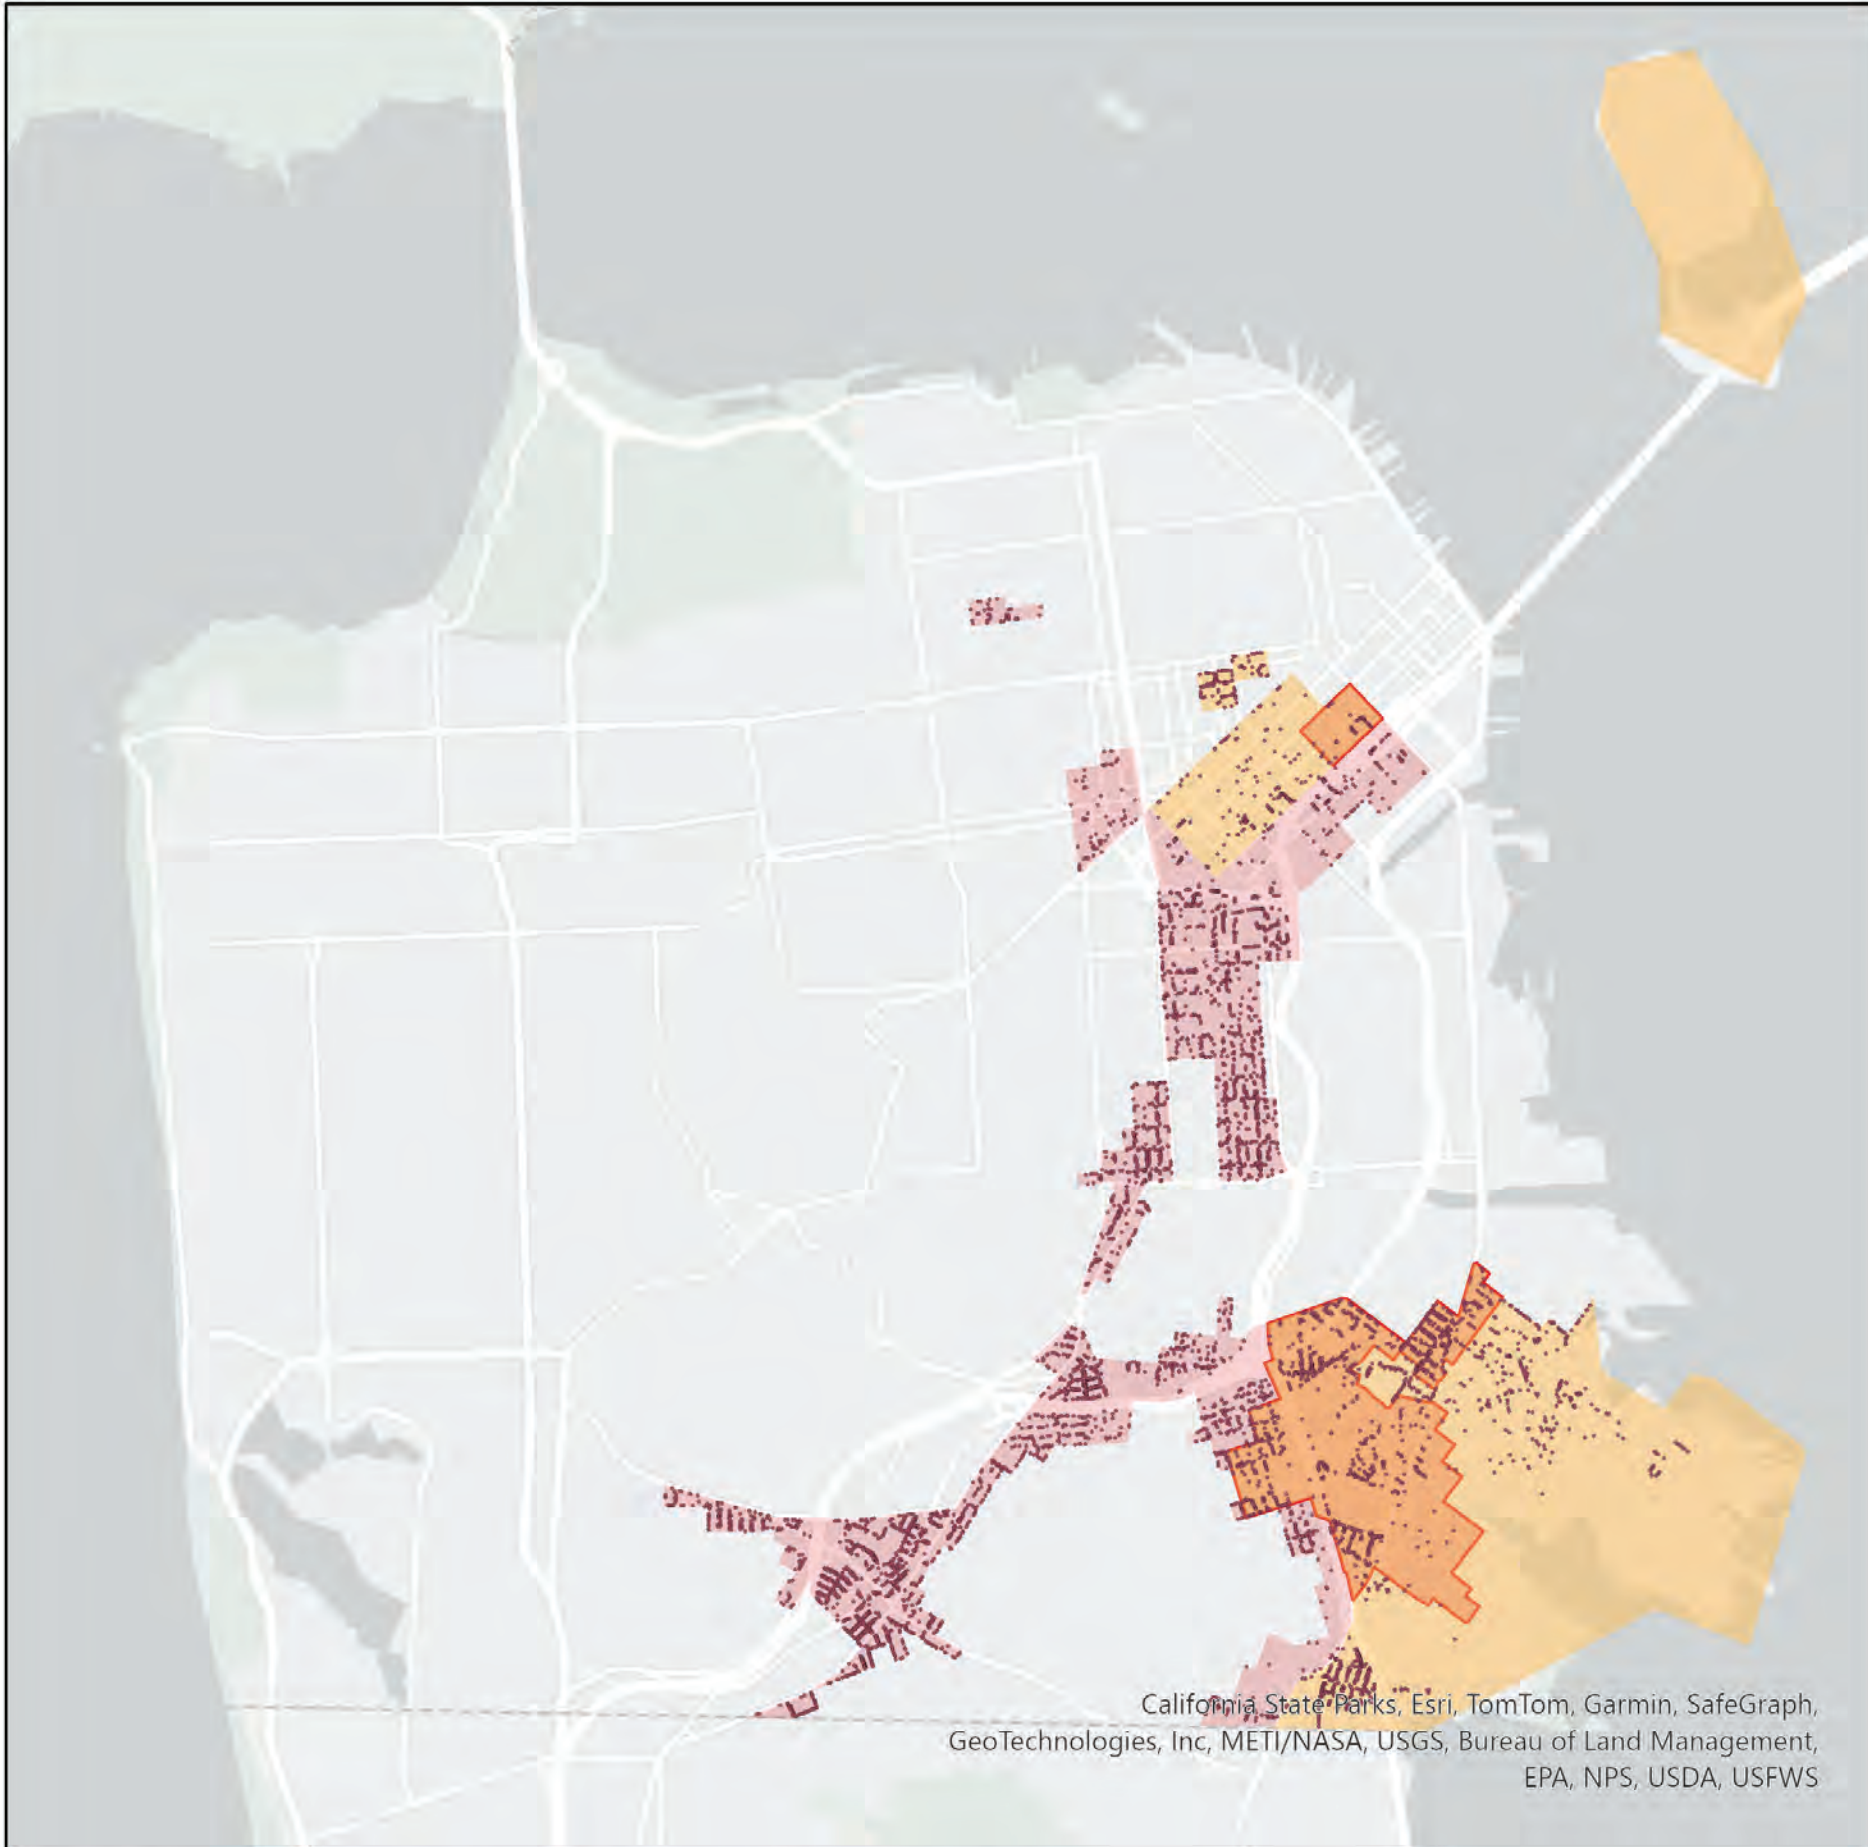 California State Parks, Esri, TomTom, Garmin, SafeGraph,
GeoTechnologies, Inc, METI/NASA, USGS, Bureau of Land Management,
EPA, NPS, USDA, USFWS